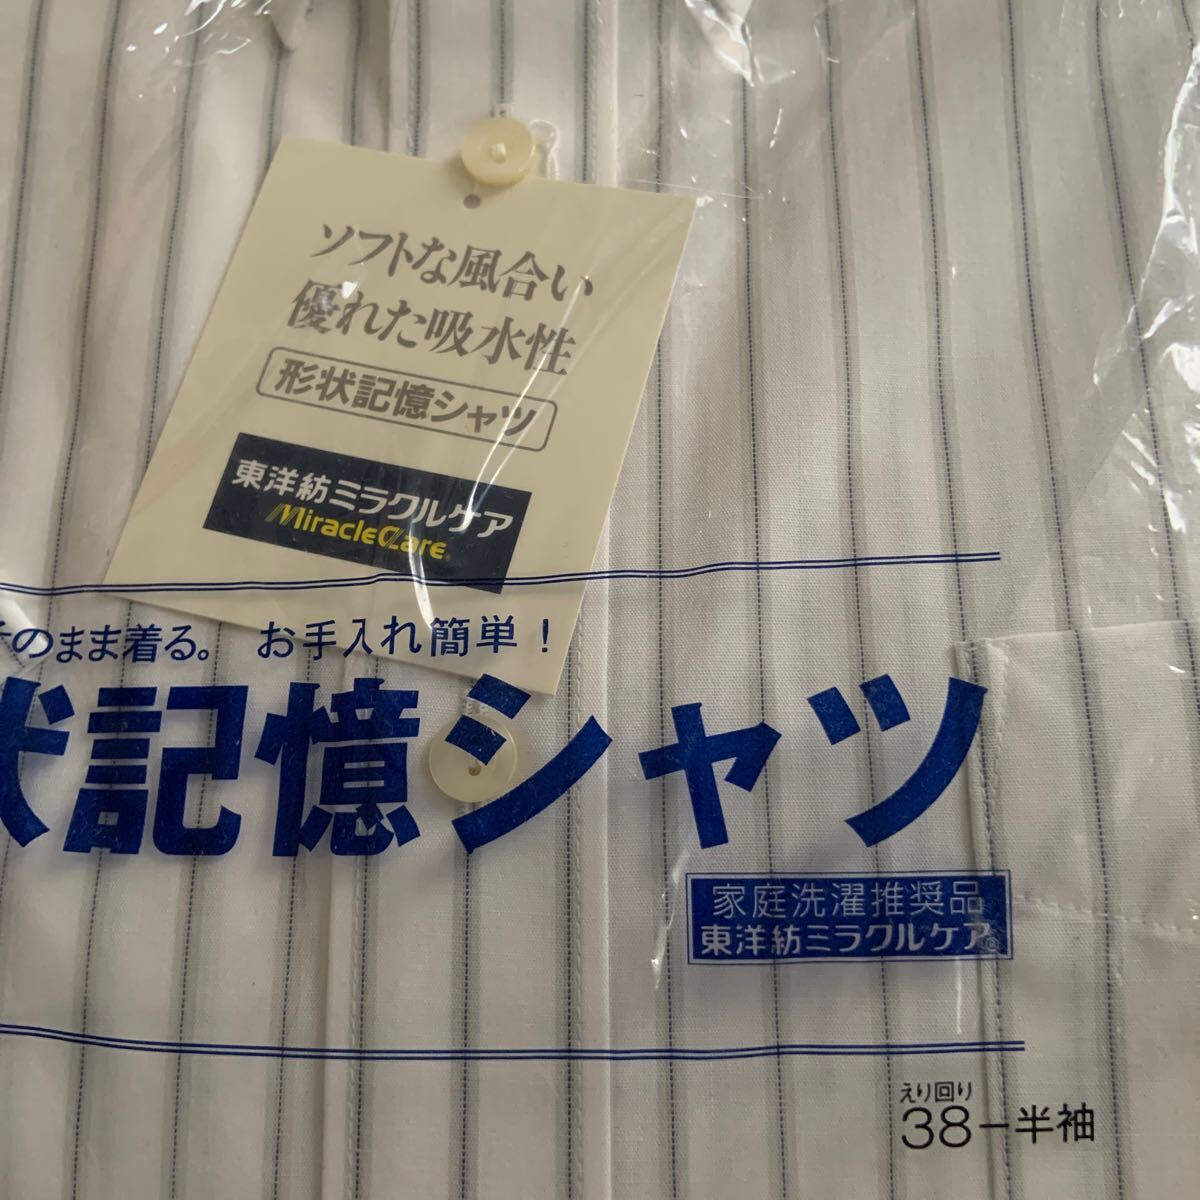 ソフトな風合い
優れた吸水性
形状記憶シャツ
東洋紡ミラクルケア
MiracleCare®
のまま着る。 お手入れ簡単！
状記憶シャツ
家庭洗濯推奨品
東洋紡ミラクルケア®
えり回り
38-半袖